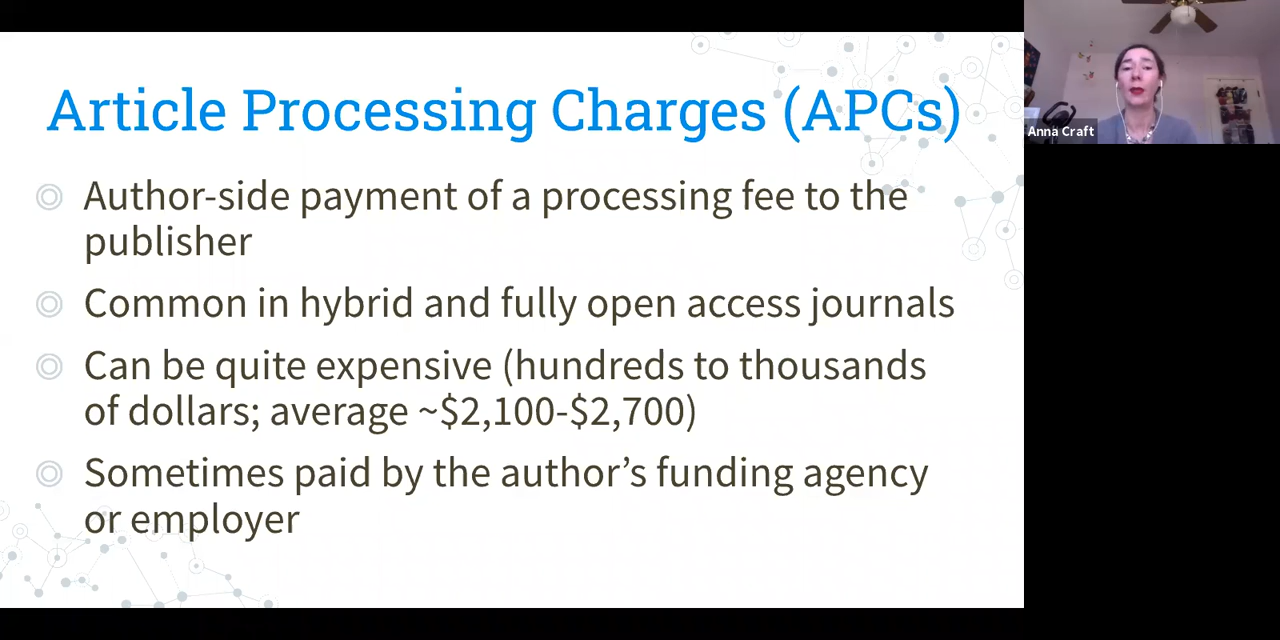 Article Processing Charges (APCs)
Author-side payment of a processing fee to the
publisher
Common in hybrid and fully open access journals
Can be quite expensive (hundreds to thousands
of dollars; average ~$2,100-$2,700)
Sometimes paid by the author’s funding agency
or employer
Anna Craft